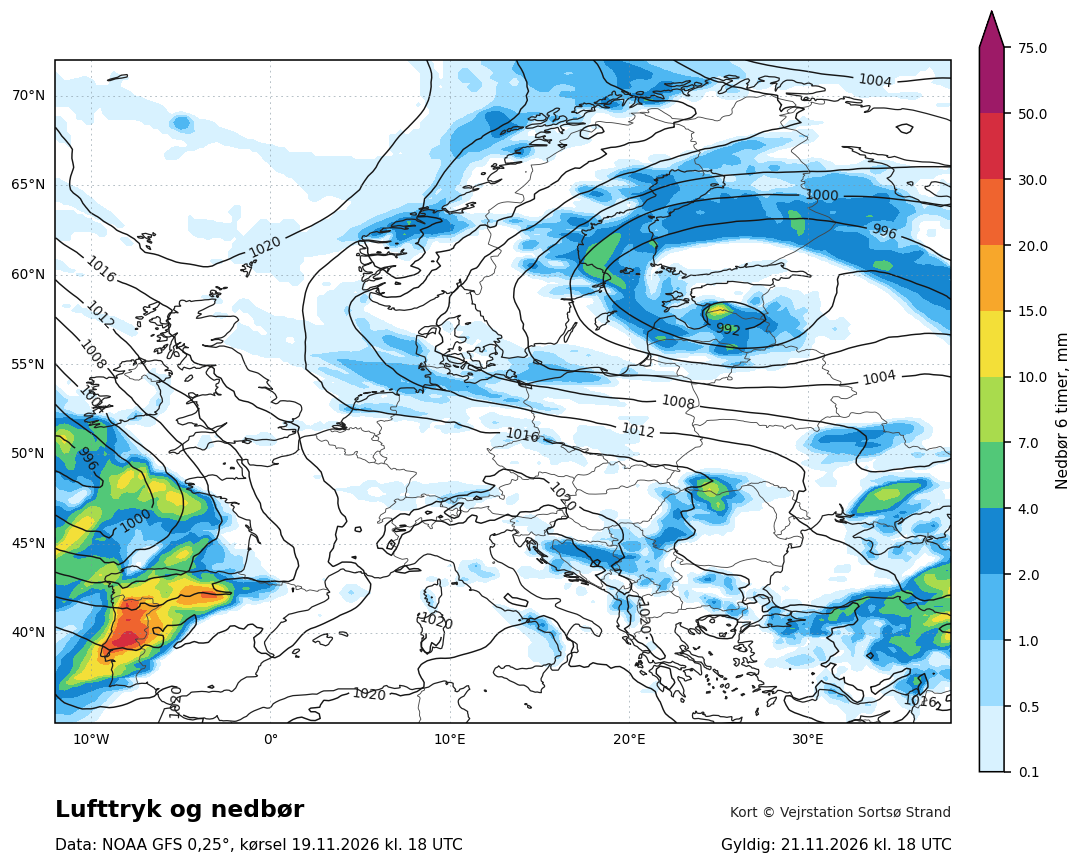 75.0
50.0
30.0
20.0
15.0
10.0
7.0
4.0
2.0
1.0
0.5
0.1
Nedbør 6 timer, mm
70°N
65°N
60°N
55°N
50°N
45°N
40°N
10°W
0°
10°E
20°E
30°E
1004
1000
996
992
1020
1016
1012
1008
1004
1008
1012
1016
1020
996
1000
1020
1020
1020
1020
1016
Lufttryk og nedbør
Kort © Vejrstation Sortsø Strand
Data: NOAA GFS 0,25°, kørsel 19.11.2026 kl. 18 UTC
Gyldig: 21.11.2026 kl. 18 UTC